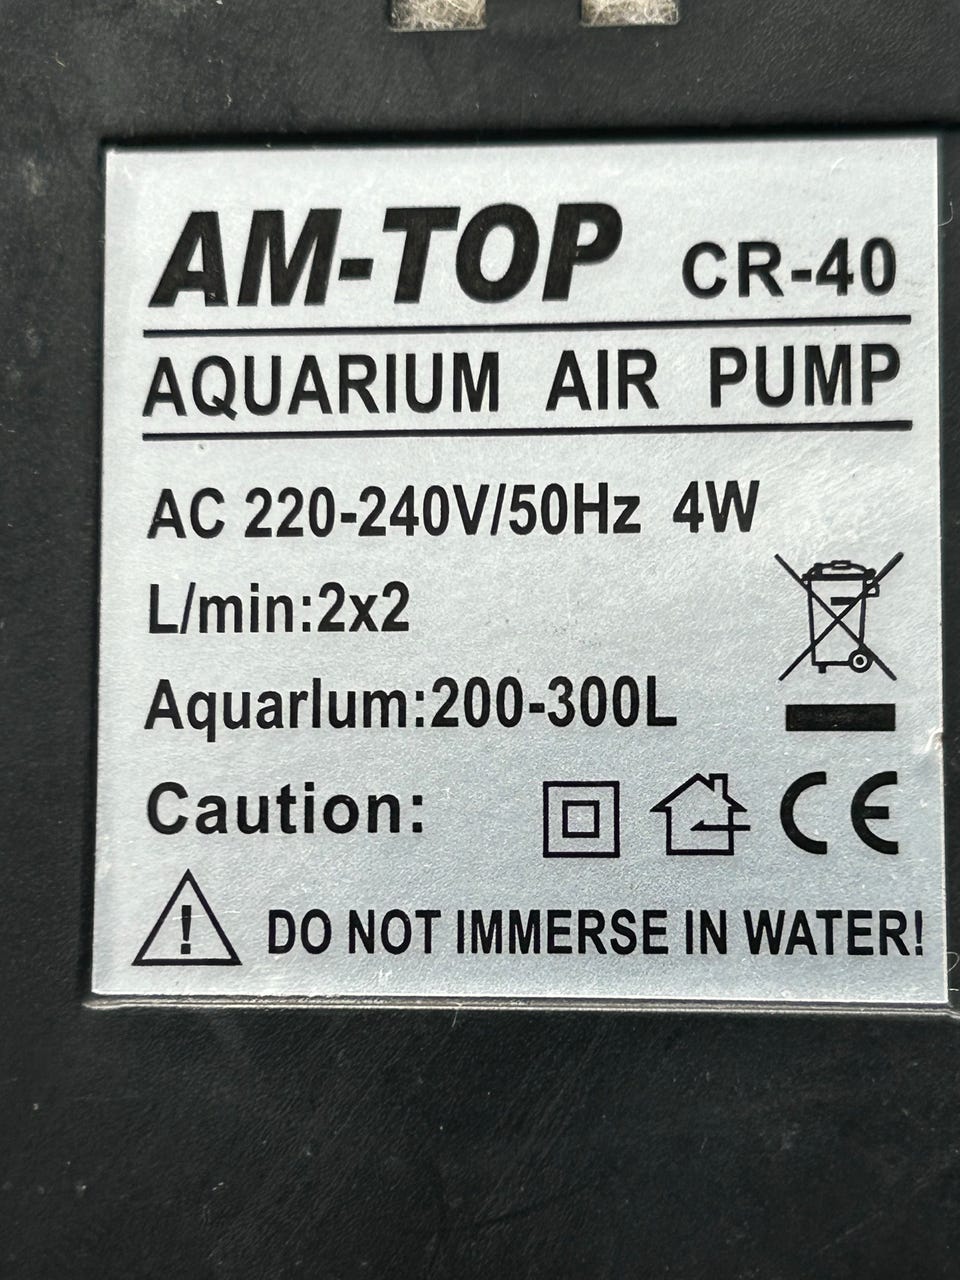 AM-TOP CR-40
AQUARIUM AIR PUMP
AC 220-240V/50Hz 4W
L/min:2x2
Aquarlum:200-300L
Caution:
CE
! DO NOT IMMERSE IN WATER!